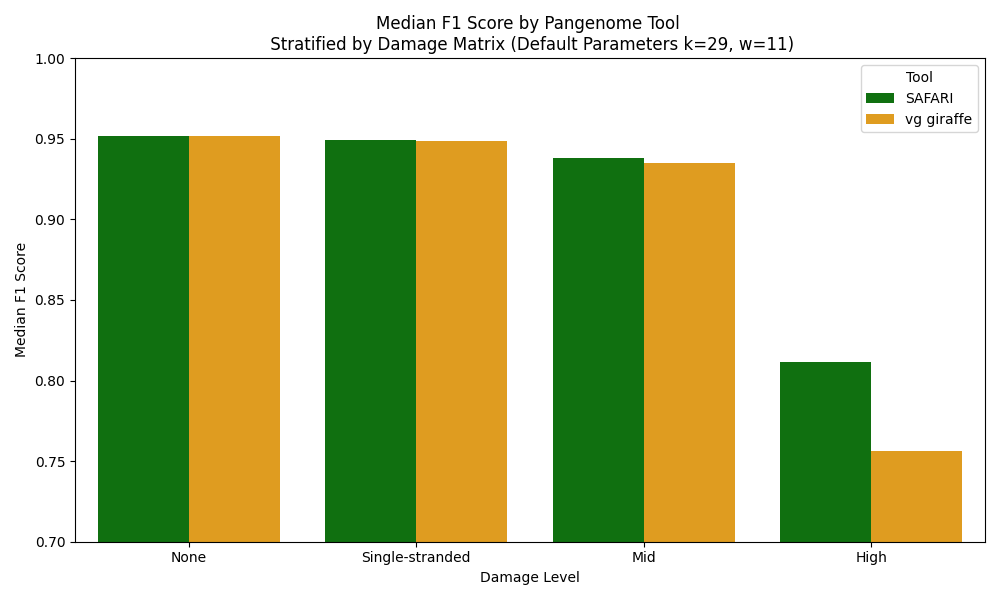 Median F1 Score by Pangenome Tool
Stratified by Damage Matrix (Default Parameters k=29, w=11)
Tool
SAFARI
vg giraffe
Median F1 Score
1.00
0.95
0.90
0.85
0.80
0.75
0.70
None
Single-stranded
Mid
High
Damage Level